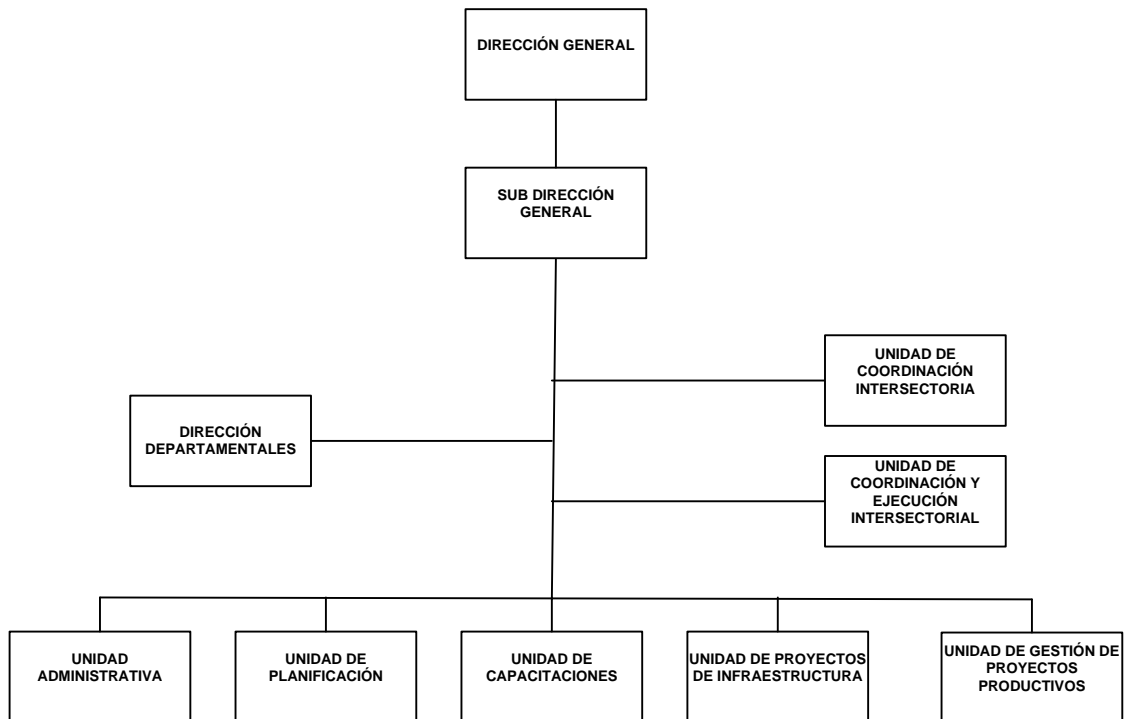 DIRECCIÓN GENERAL
SUB DIRECCIÓN
GENERAL
UNIDAD DE
COORDINACIÓN
INTERSECTORIA
DIRECCIÓN
DEPARTAMENTALES
UNIDAD DE
COORDINACIÓN Y
EJECUCIÓN
INTERSECTORIAL
UNIDAD
ADMINISTRATIVA
UNIDAD DE
PLANIFICACIÓN
UNIDAD DE
CAPACITACIONES
UNIDAD DE PROYECTOS
DE INFRAESTRUCTURA
UNIDAD DE GESTIÓN DE
PROYECTOS
PRODUCTIVOS